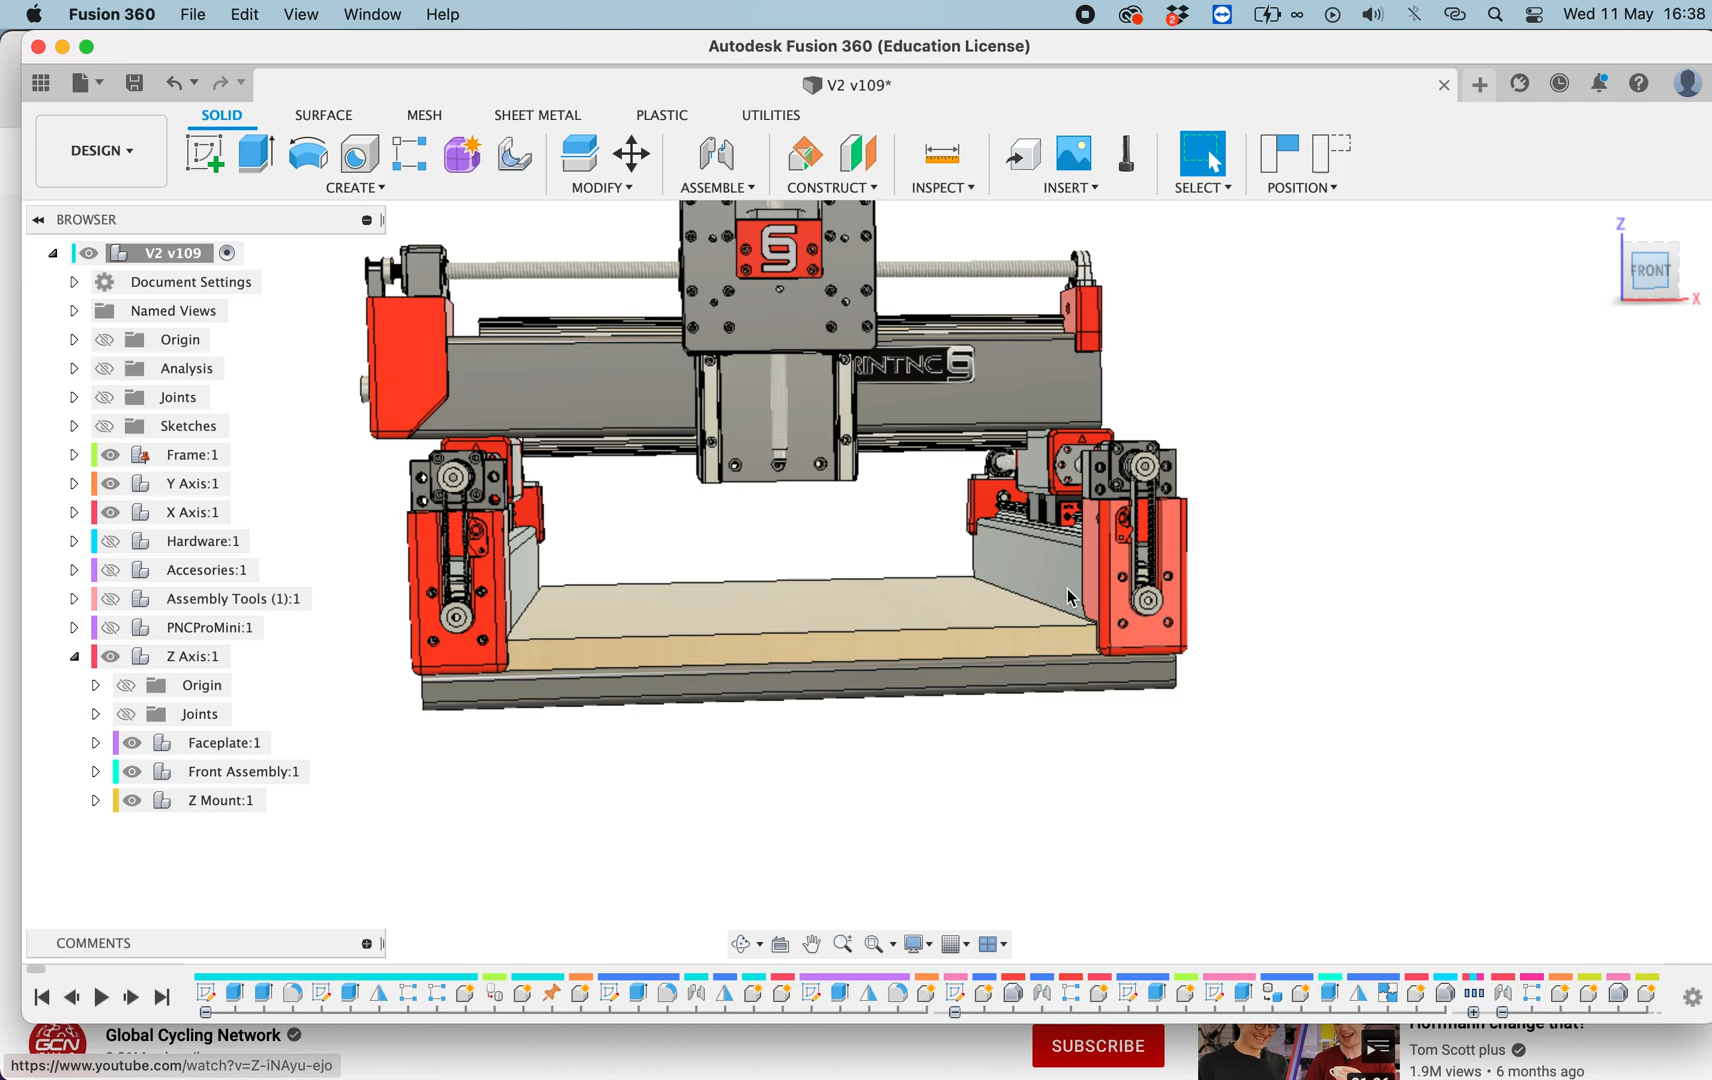 Fusion 360 File Edit View Window Help 2 Wed 11 May 16:38
Autodesk Fusion 360 (Education License)
V2 v109*
SOLID SURFACE MESH SHEET METAL PLASTIC UTILITIES
DESIGN
CREATE MODIFY ASSEMBLE CONSTRUCT INSPECT INSERT SELECT POSITION
BROWSER
V2 v109
Document Settings
Named Views
Origin
Analysis
Joints
Sketches
Frame:1
Y Axis:1
X Axis:1
Hardware:1
Accesories:1
Assembly Tools (1):1
PNCProMini:1
Z Axis:1
Origin
Joints
Faceplate:1
Front Assembly:1
Z Mount:1
RINTNC
Z
FRONT
X
COMMENTS
GCN
Global Cycling Network
https://www.youtube.com/watch?v=Z-iNAyu-ejo
SUBSCRIBE
Hoffmann change that?
Tom Scott plus
1.9M views • 6 months ago